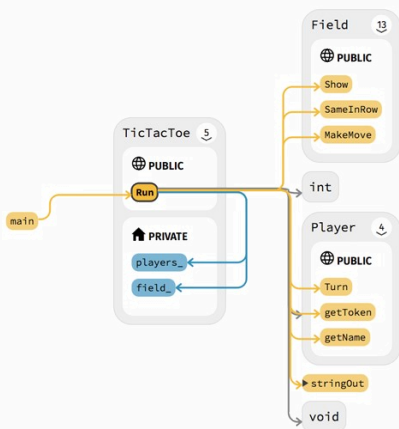 Field 13
PUBLIC
Show
SameInRow
MakeMove
TicTacToe 5
PUBLIC
Run
int
main
PRIVATE
players_
field_
Player 4
PUBLIC
Turn
getToken
getName
stringOut
void